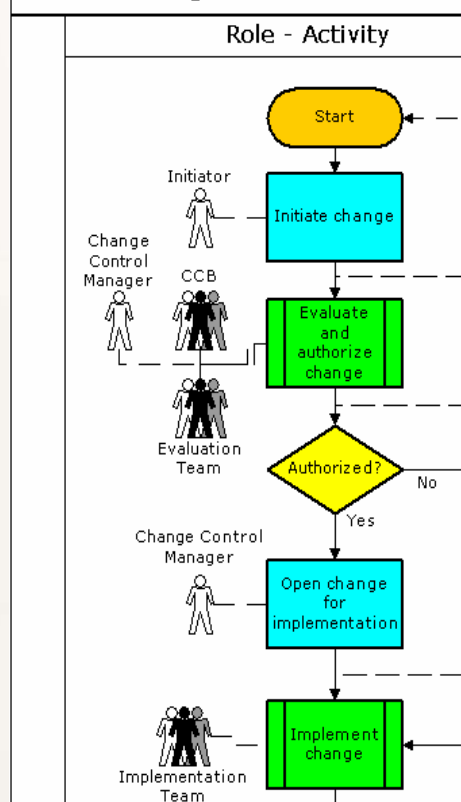 Role - Activity
Start
Initiator
Initiate change
Change
Control
Manager
CCB
Evaluate
and
authorize
change
Evaluation
Team
Authorized?
No
Yes
Change Control
Manager
Open change
for
implementation
Implement
change
Implementation
Team